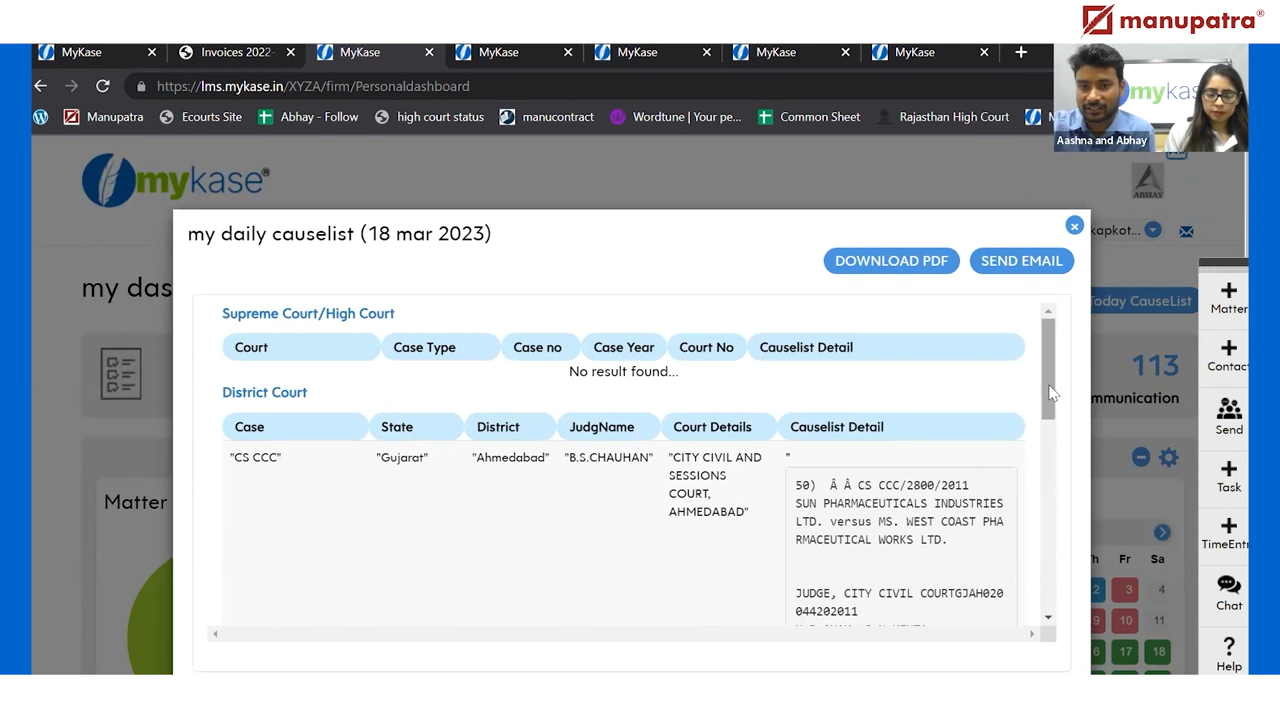 manupatra®
MyKase
Invoices 2022-
MyKase
MyKase
MyKase
MyKase
MyKase
https://lms.mykase.in/XYZA/firm/Personaldashboard
Manupatra
Ecourts Site
Abhay - Follow
high court status
manucontract
Wordtune | Your pe...
Common Sheet
Rajasthan High Court
Aashna and Abhay
mykase®
ABHAY
kapkot...
my daily causelist (18 mar 2023)
DOWNLOAD PDF
SEND EMAIL
my das
Today CauseList
Supreme Court/High Court
Court Case Type Case no Case Year Court No Causelist Detail
No result found...
District Court
Case State District JudgName Court Details Causelist Detail
"CS CCC" "Gujarat" "Ahmedabad" "B.S.CHAUHAN" "CITY CIVIL AND "
SESSIONS
COURT,
AHMEDABAD"
50) Â Â CS CCC/2800/2011
SUN PHARMACEUTICALS INDUSTRIES
LTD. versus MS. WEST COAST PHA
RMACEUTICAL WORKS LTD.
JUDGE, CITY CIVIL COURTGJAH020
044202011
113
mmunication
Matter
Th Fr Sa
2 3 4
9 10 11
6 17 18
Matter
Contact
Send
Task
TimeEntr
Chat
Help